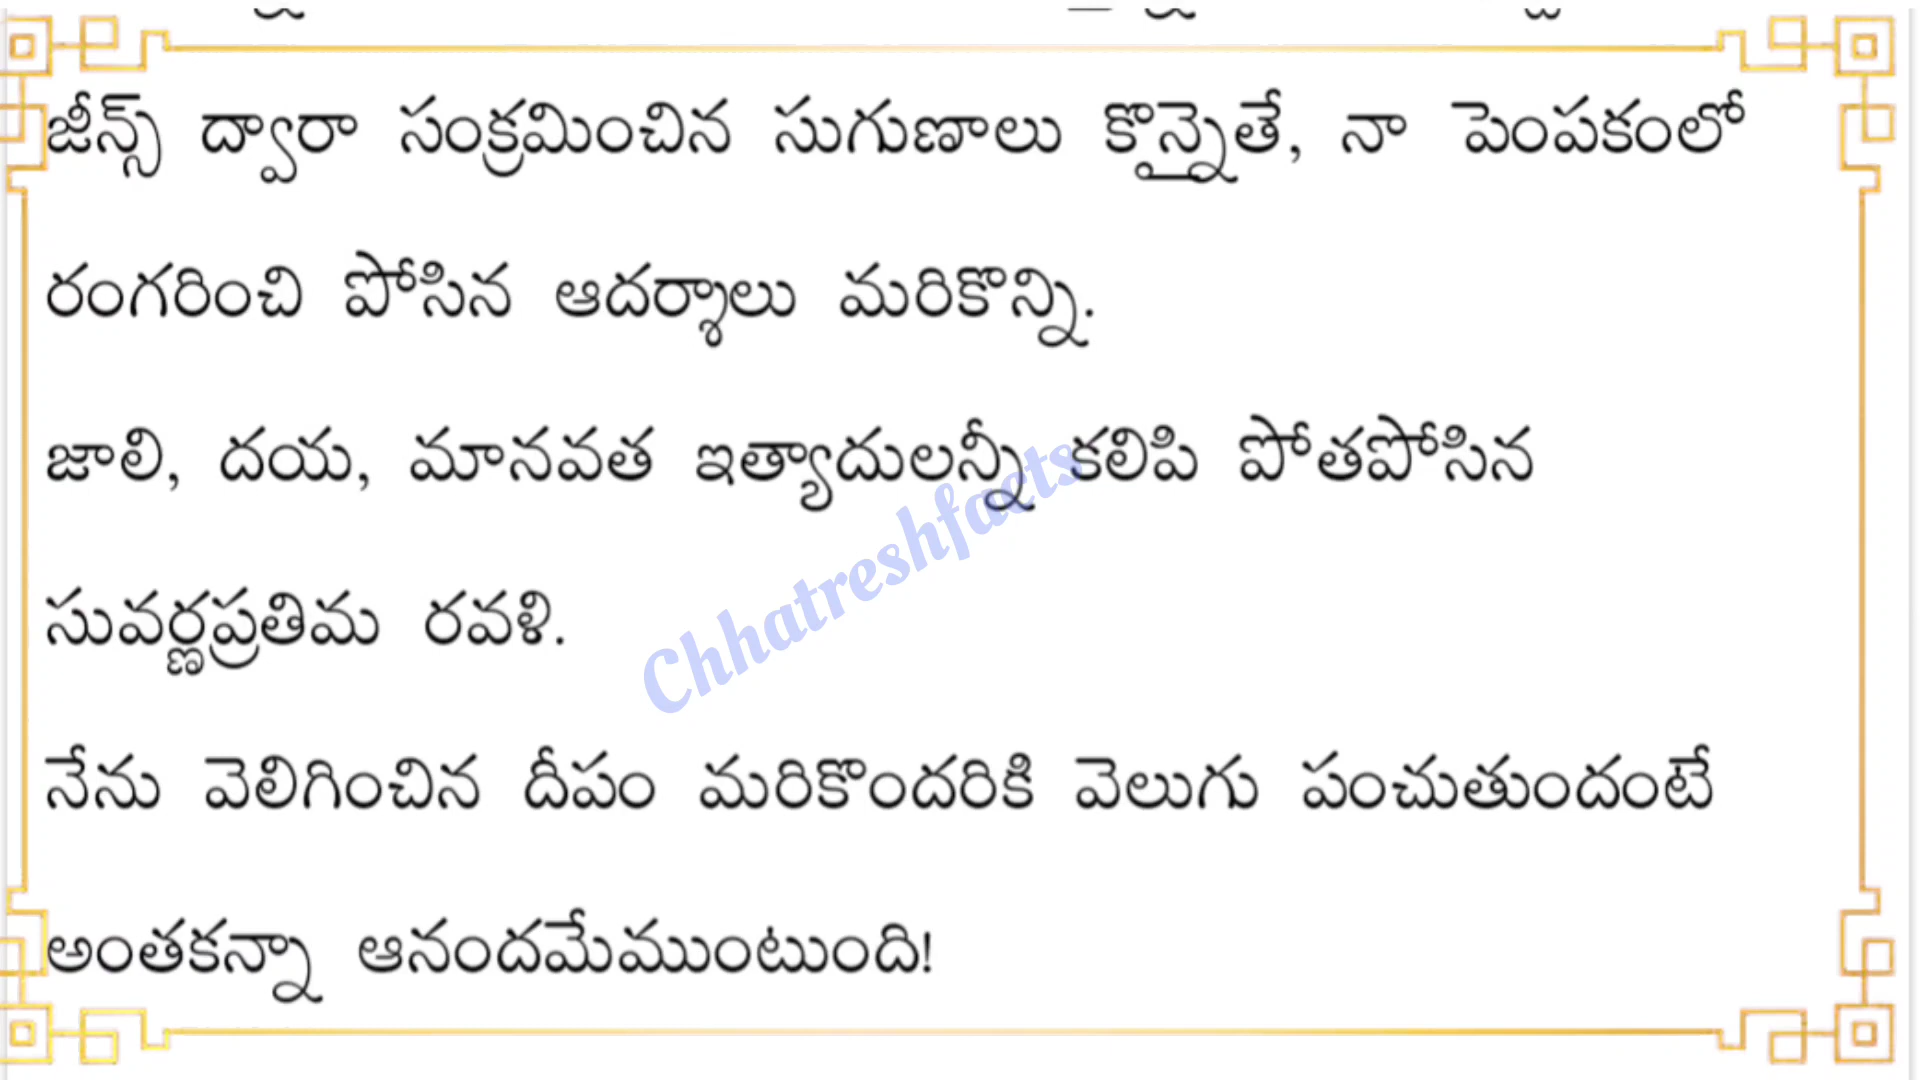 జీన్స్ ద్వారా సంక్రమించిన సుగుణాలు కొన్నైతే, నా పెంపకంలో
రంగరించి పోసిన ఆదర్శాలు మరికొన్ని.
జాలి, దయ, మానవత ఇత్యాదులన్నీ కలిపి పోతపోసిన
సువర్ణప్రతిమ రవళి.
Chhatreshfacts
నేను వెలిగించిన దీపం మరికొందరికి వెలుగు పంచుతుందంటే
అంతకన్నా ఆనందమేముంటుంది!